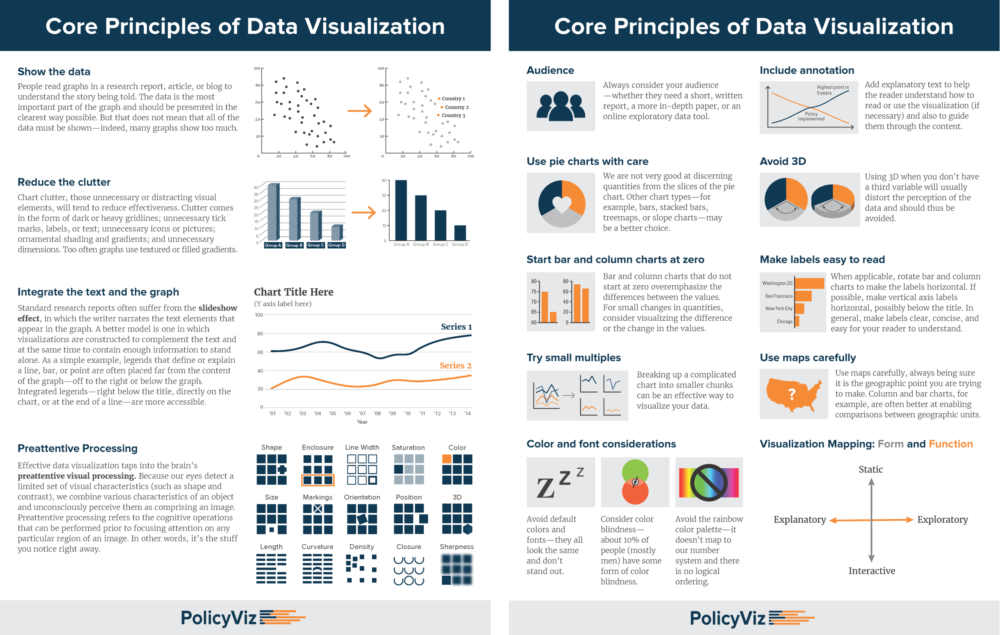 Core Principles of Data Visualization
Show the data
People read graphs in a research report, article, or blog to
understand the story being told. The data is the most
important part of the graph and should be presented in the
clearest way possible. But that does not mean that all of the
data must be shown—indeed, many graphs show too much.
100
80
60
40
20
0 20 40 60 80 100
100
80
60
40
20
0 20 40 60 80 100
Country 1
Country 2
Country 3
Reduce the clutter
Chart clutter, those unnecessary or distracting visual
elements, will tend to reduce effectiveness. Clutter comes
in the form of dark or heavy gridlines; unnecessary tick
marks, labels, or text; unnecessary icons or pictures;
ornamental shading and gradients; and unnecessary
dimensions. Too often graphs use textured or filled gradients.
40
35
30
25
20
15
10
5
0
Group A Group B Group C Group D
40
30
20
10
0
Group A Group B Group C Group D
Integrate the text and the graph
Standard research reports often suffer from the slideshow
effect, in which the writer narrates the text elements that
appear in the graph. A better model is one in which
visualizations are constructed to complement the text and
at the same time to contain enough information to stand
alone. As a simple example, legends that define or explain
a line, bar, or point are often placed far from the content
of the graph—off to the right or below the graph.
Integrated legends—right below the title, directly on the
chart, or at the end of a line—are more accessible.
Chart Title Here
(Y axis label here)
100
80
60
40
20
0
Series 1
Series 2
'01 '02 '03 '04 '05 '06 '07 '08 '09 '10 '11 '12 '13 '14
Year
Preattentive Processing
Effective data visualization taps into the brain's
preattentive visual processing. Because our eyes detect a
limited set of visual characteristics (such as shape and
contrast), we combine various characteristics of an object
and unconsciously perceive them as comprising an image.
Preattentive processing refers to the cognitive operations
that can be performed prior to focusing attention on any
particular region of an image. In other words, it's the stuff
you notice right away.
Shape Enclosure Line Width Saturation Color
Size Markings Orientation Position 3D
Length Curvature Density Closure Sharpness
PolicyViz
Core Principles of Data Visualization
Audience
Always consider your audience
—whether they need a short, written
report, a more in-depth paper, or an
online exploratory data tool.
Include annotation
Highest point in
5 years
Policy
Implemented
Add explanatory text to help
the reader understand how to
read or use the visualization (if
necessary) and also to guide
them through the content.
Use pie charts with care
We are not very good at discerning
quantities from the slices of the pie
chart. Other chart types—for
example, bars, stacked bars,
treemaps, or slope charts—may
be a better choice.
Avoid 3D
Using 3D when you don't have
a third variable will usually
distort the perception of the
data and should thus be
avoided.
Start bar and column charts at zero
80
75
70
65
60
80
60
40
20
0
Bar and column charts that do not
start at zero overemphasize the
differences between the values.
For small changes in quantities,
consider visualizing the difference
or the change in the values.
Make labels easy to read
Washington,DC
San Francisco
New York City
Chicago
When applicable, rotate bar and column
charts to make the labels horizontal. If
possible, make vertical axis labels
horizontal, possibly below the title. In
general, make labels clear, concise, and
easy for your reader to understand.
Try small multiples
Breaking up a complicated
chart into smaller chunks
can be an effective way to
visualize your data.
Use maps carefully
?
Use maps carefully, always being sure
it is the geographic point you are trying
to make. Column and bar charts, for
example, are often better at enabling
comparisons between geographic units.
Color and font considerations
Z Z Z
Avoid default
colors and
fonts—they all
look the same
and don't
stand out.
Consider color
blindness—
about 10% of
people (mostly
men) have some
form of color
blindness.
Avoid the rainbow
color palette—it
doesn't map to
our number
system and there
is no logical
ordering.
Visualization Mapping: Form and Function
Static
Explanatory Exploratory
Interactive
PolicyViz